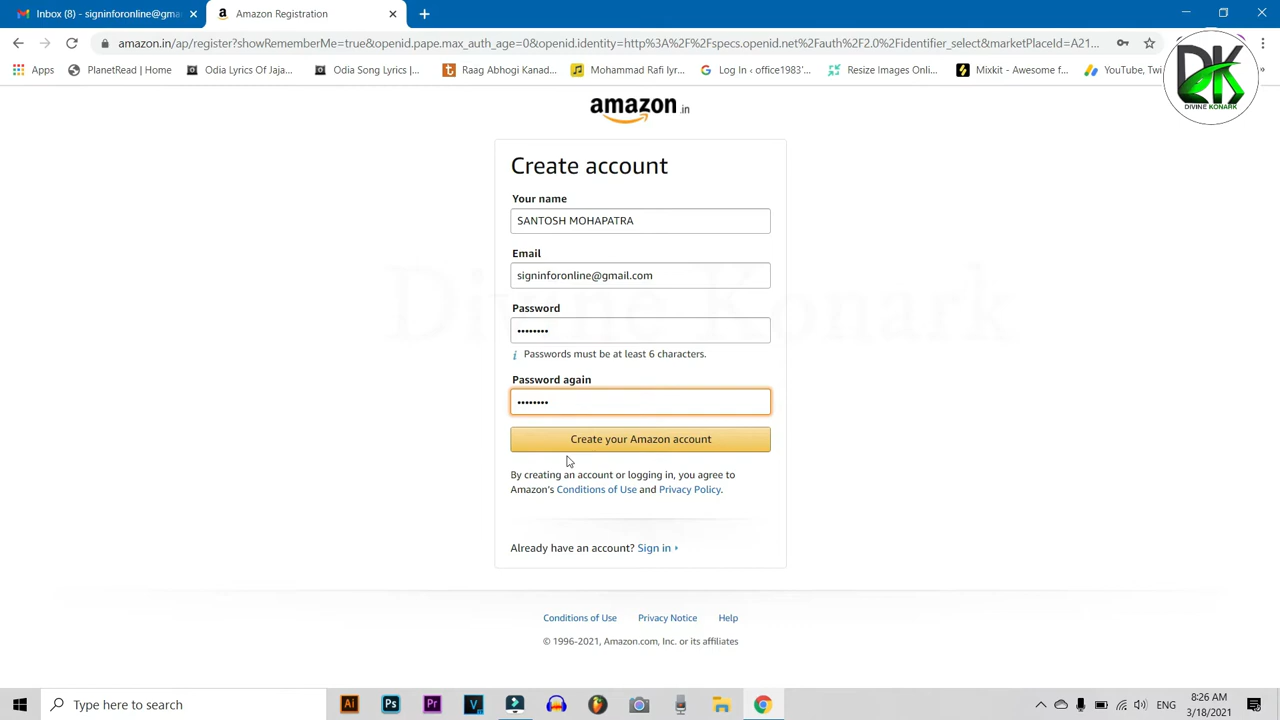 Inbox (8) - signinforonline@gma
Amazon Registration
amazon.in/ap/register?showRememberMe=true&openid.pape.max_auth_age=0&openid.identity=http%3A%2F%2Fspecs.openid.net%2Fauth%2F2.0%2Fidentifier_select&marketPlaceId=A21...
Apps
PlanetRead | Home
Odia Lyrics Of Jaja...
Odia Song Lyrics |...
Raag Abhogi
Mohammad Rafi lyr...
Log In ‹ office1983'...
Resize Images Onli...
Mixkit - Awesome f...
YouTube, Twi
DK
DIVINE KONARK
amazon.in
Create account
Your name
SANTOSH MOHAPATRA
Email
signinforonline@gmail.com
Divine Konark
Password
••••••••
i Passwords must be at least 6 characters.
Password again
••••••••
Create your Amazon account
By creating an account or logging in, you agree to
Amazon's Conditions of Use and Privacy Policy.
Already have an account? Sign in
Conditions of Use
Privacy Notice
Help
© 1996-2021, Amazon.com, Inc. or its affiliates
Type here to search
Ai
Ps
Pr
V
ENG
8:26 AM
3/18/2021